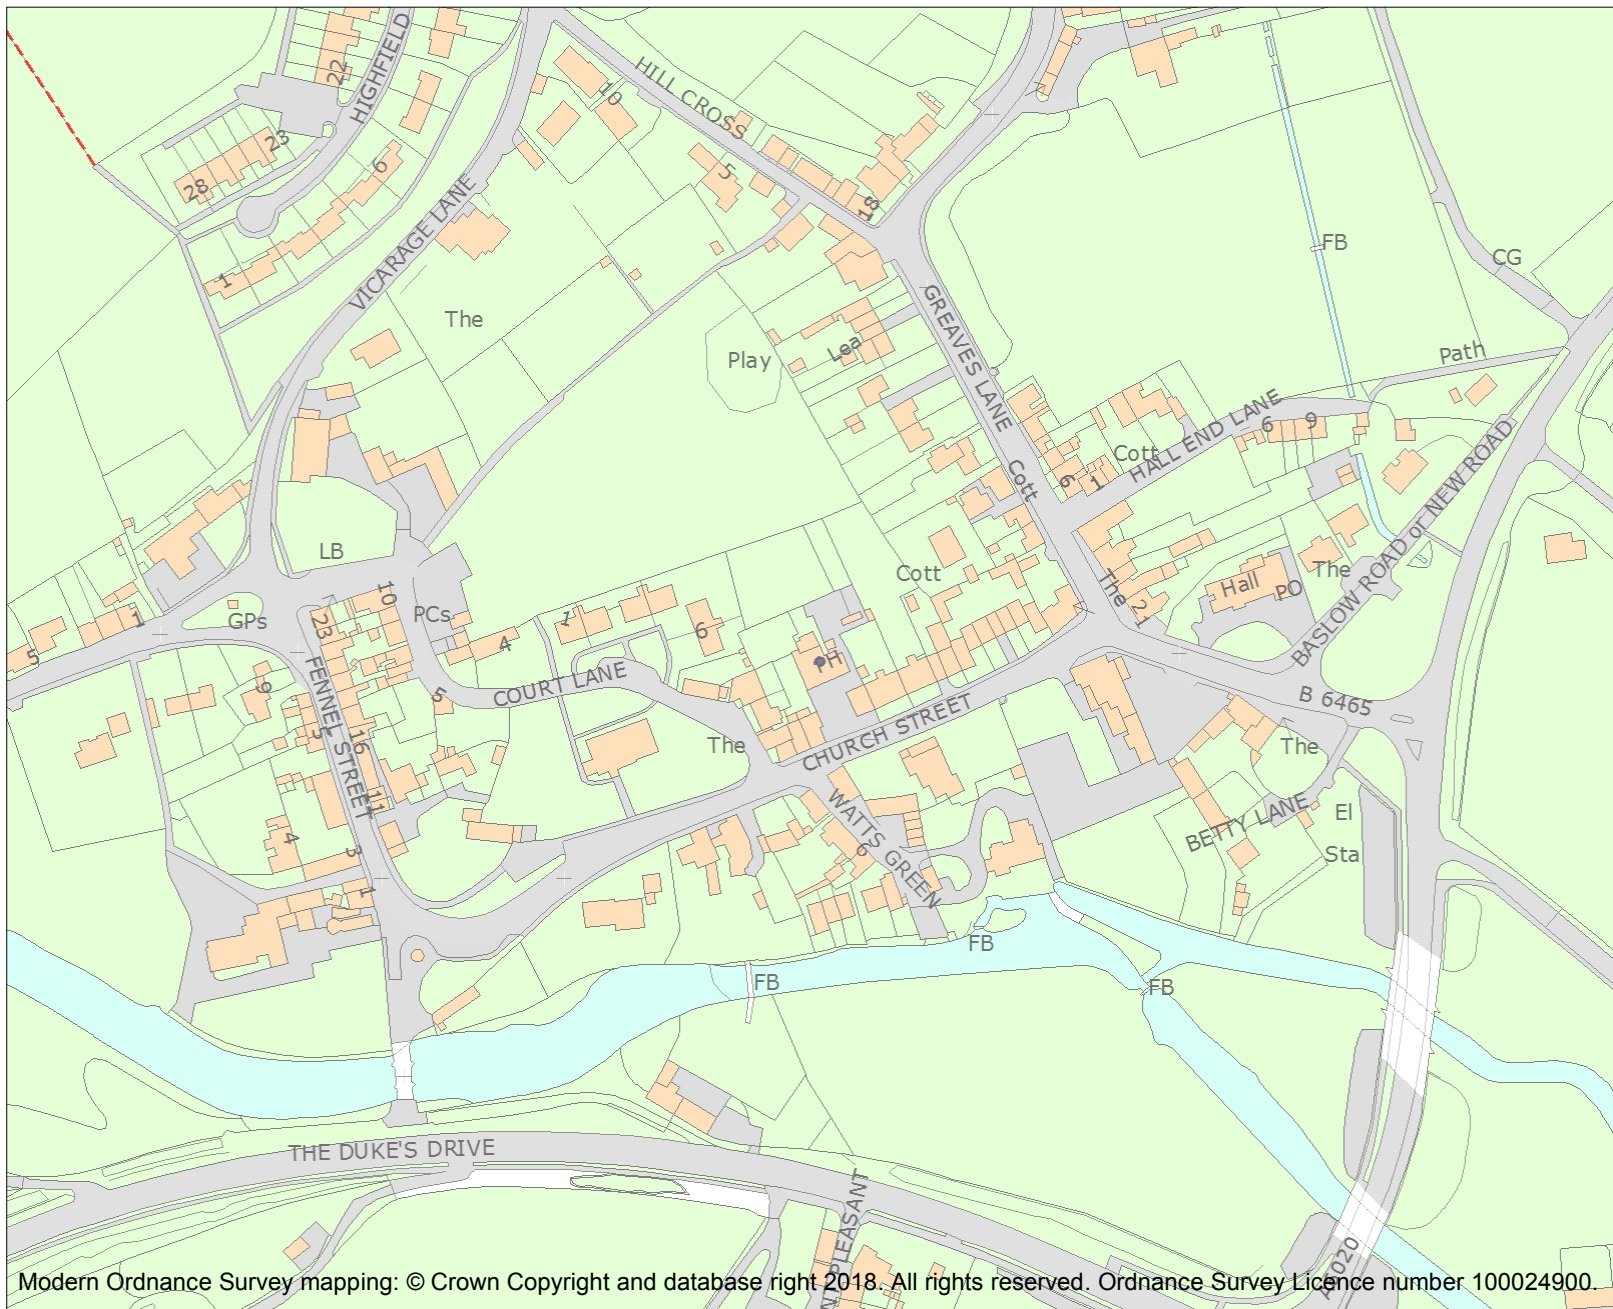 HIGHFIELD
22
23
28
6
1
HILL CROSS
10
5
18
VICARAGE LANE
The
Play
Lea
GREAVES LANE
FB
CG
Path
Cott
6
1
Cott
HALL END LANE
6
9
BASLOW ROAD or NEW ROAD
LB
10
GPs
PCs
23
1
5
4
1
6
5
COURT LANE
Cott
The
21
Hall
PO
The
PH
FENNEL STREET
9
5
16
11
4
3
1
The
CHURCH STREET
WATTS GREEN
6
B 6465
The
BETTY LANE
El
Sta
FB
FB
FB
THE DUKE'S DRIVE
PLEASANT
A6020
Modern Ordnance Survey mapping: © Crown Copyright and database right 2018. All rights reserved. Ordnance Survey Licence number 100024900.